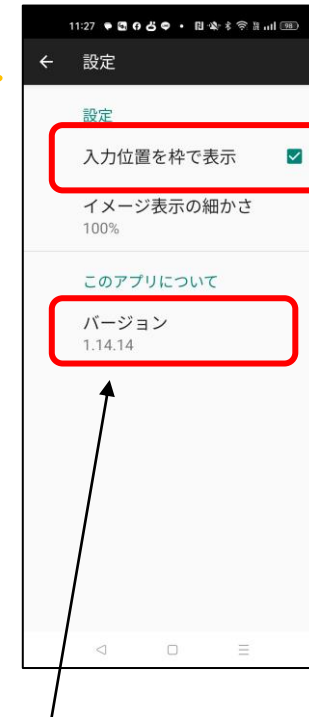 11:27
98
設定
設定
入力位置を枠で表示
イメージ表示の細かさ
100%
このアプリについて
バージョン
1.14.14